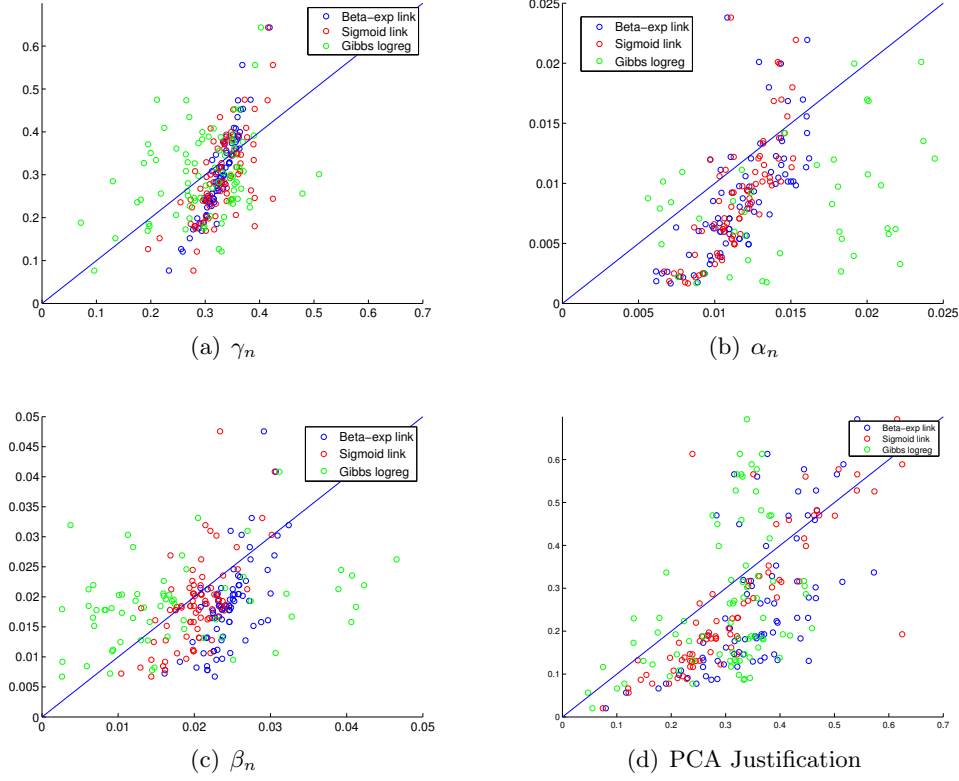 0.6
0.5
0.4
0.3
0.2
0.1
0
0 0.1 0.2 0.3 0.4 0.5 0.6 0.7
Beta-exp link
Sigmoid link
Gibbs logreg
(a) γn
0.025
0.02
0.015
0.01
0.005
0
0 0.005 0.01 0.015 0.02 0.025
Beta-exp link
Sigmoid link
Gibbs logreg
(b) αn
0.05
0.045
0.04
0.035
0.03
0.025
0.02
0.015
0.01
0.005
0
0 0.01 0.02 0.03 0.04 0.05
Beta-exp link
Sigmoid link
Gibbs logreg
(c) βn
0.6
0.5
0.4
0.3
0.2
0.1
0
0 0.1 0.2 0.3 0.4 0.5 0.6 0.7
Beta-exp link
Sigmoid link
Gibbs logreg
(d) PCA Justification